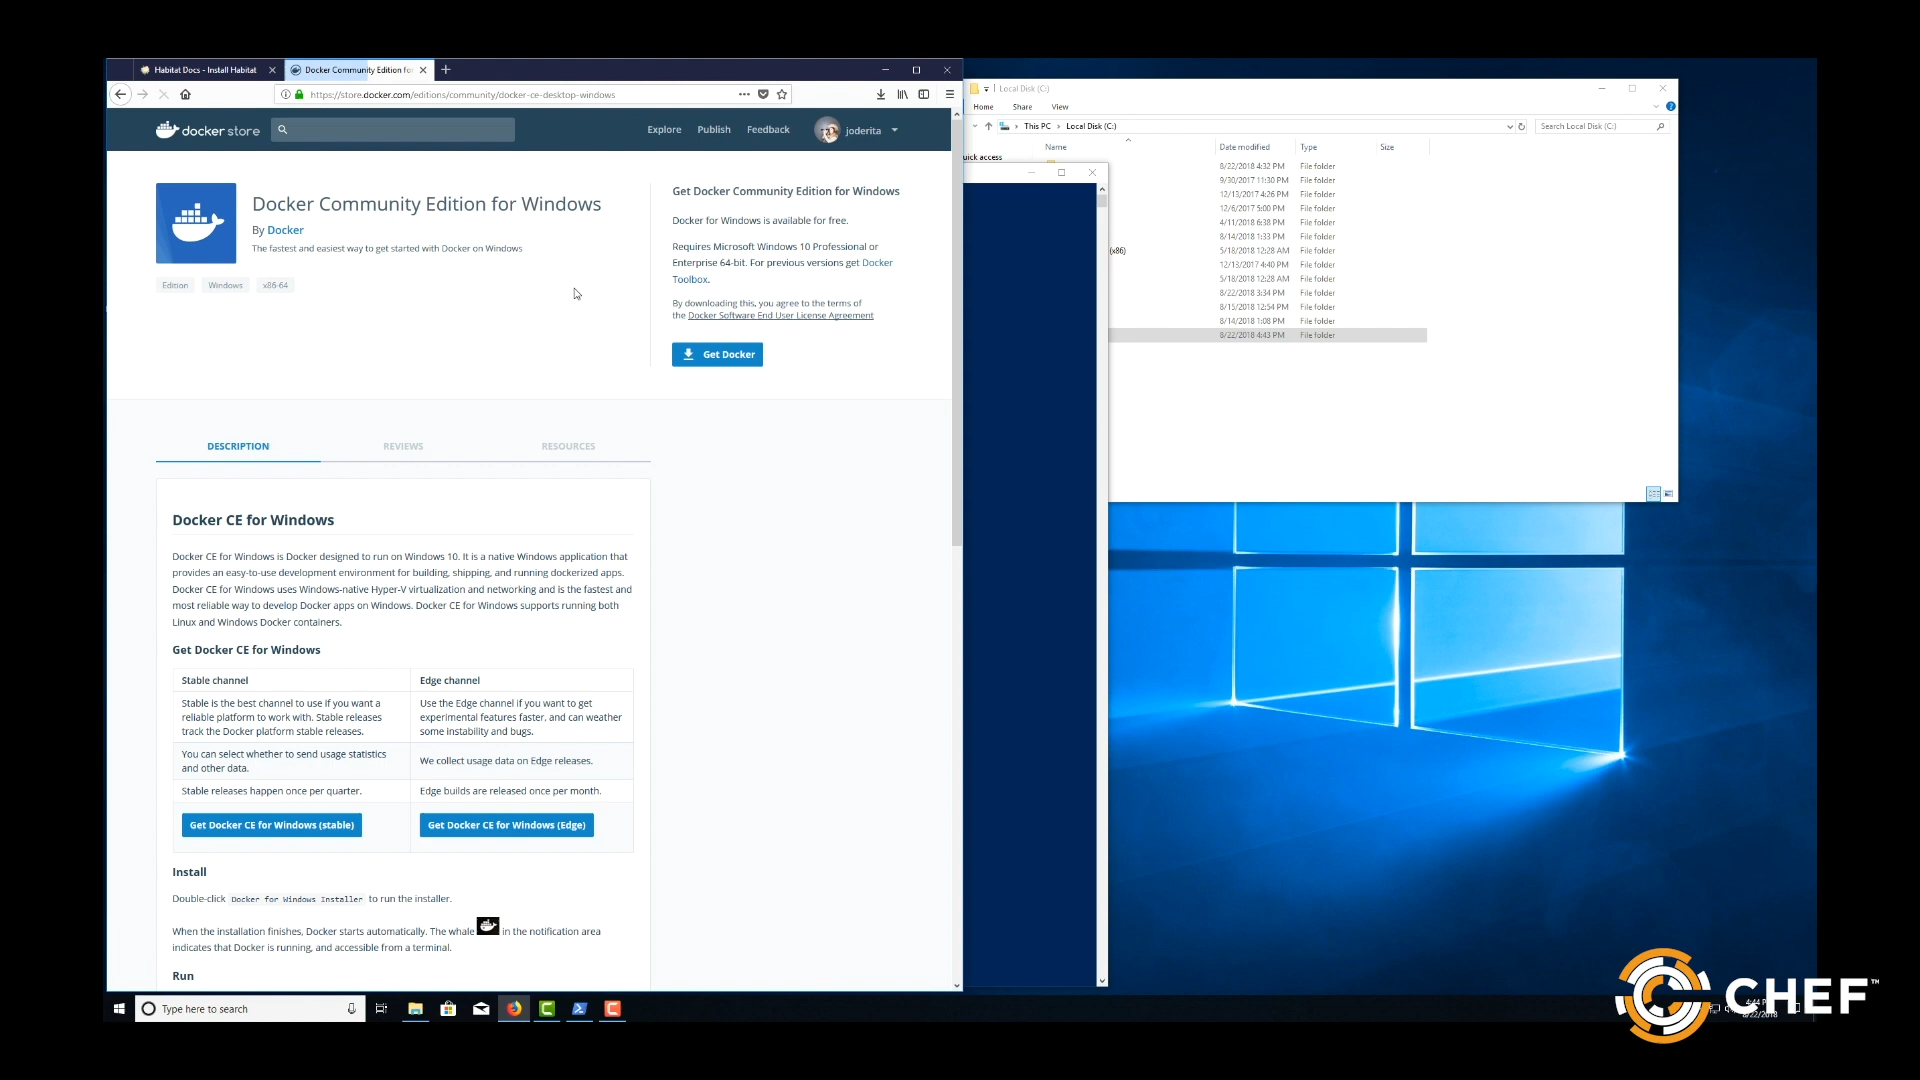 Habitat Docs - Install Habitat
Docker Community Edition fo
https://store.docker.com/editions/community/docker-ce-desktop-windows
docker store
Explore
Publish
Feedback
joderita
Docker Community Edition for Windows
By Docker
The fastest and easiest way to get started with Docker on Windows
Edition
Windows
x86-64
Get Docker Community Edition for Windows
Docker for Windows is available for free.
Requires Microsoft Windows 10 Professional or
Enterprise 64-bit. For previous versions get Docker
Toolbox.
By downloading this, you agree to the terms of
the Docker Software End User License Agreement
Get Docker
DESCRIPTION
REVIEWS
RESOURCES
Docker CE for Windows
Docker CE for Windows is Docker designed to run on Windows 10. It is a native Windows application that
provides an easy-to-use development environment for building, shipping, and running dockerized apps.
Docker CE for Windows uses Windows-native Hyper-V virtualization and networking and is the fastest and
most reliable way to develop Docker apps on Windows. Docker CE for Windows supports running both
Linux and Windows Docker containers.
Get Docker CE for Windows
Stable channel
Edge channel
Stable is the best channel to use if you want a
reliable platform to work with. Stable releases
track the Docker platform stable releases.
Use the Edge channel if you want to get
experimental features faster, and can weather
some instability and bugs.
You can select whether to send usage statistics
and other data.
We collect usage data on Edge releases.
Stable releases happen once per quarter.
Edge builds are released once per month.
Get Docker CE for Windows (stable)
Get Docker CE for Windows (Edge)
Install
Double-click Docker for Windows Installer to run the installer.
When the installation finishes, Docker starts automatically. The whale in the notification area
indicates that Docker is running, and accessible from a terminal.
Run
Local Disk (C:)
Home
Share
View
This PC > Local Disk (C:)
Search Local Disk (C:)
uick access
Name
Date modified
Type
Size
8/22/2018 4:32 PM File folder
9/30/2017 11:30 PM File folder
12/13/2017 4:26 PM File folder
12/6/2017 5:00 PM File folder
4/11/2018 6:38 PM File folder
8/14/2018 1:33 PM File folder
(x86) 5/18/2018 12:28 AM File folder
12/13/2017 4:40 PM File folder
5/18/2018 12:28 AM File folder
8/22/2018 3:34 PM File folder
8/15/2018 12:54 PM File folder
8/14/2018 1:08 PM File folder
8/22/2018 4:43 PM File folder
Type here to search
CHEF™
8/22/2018